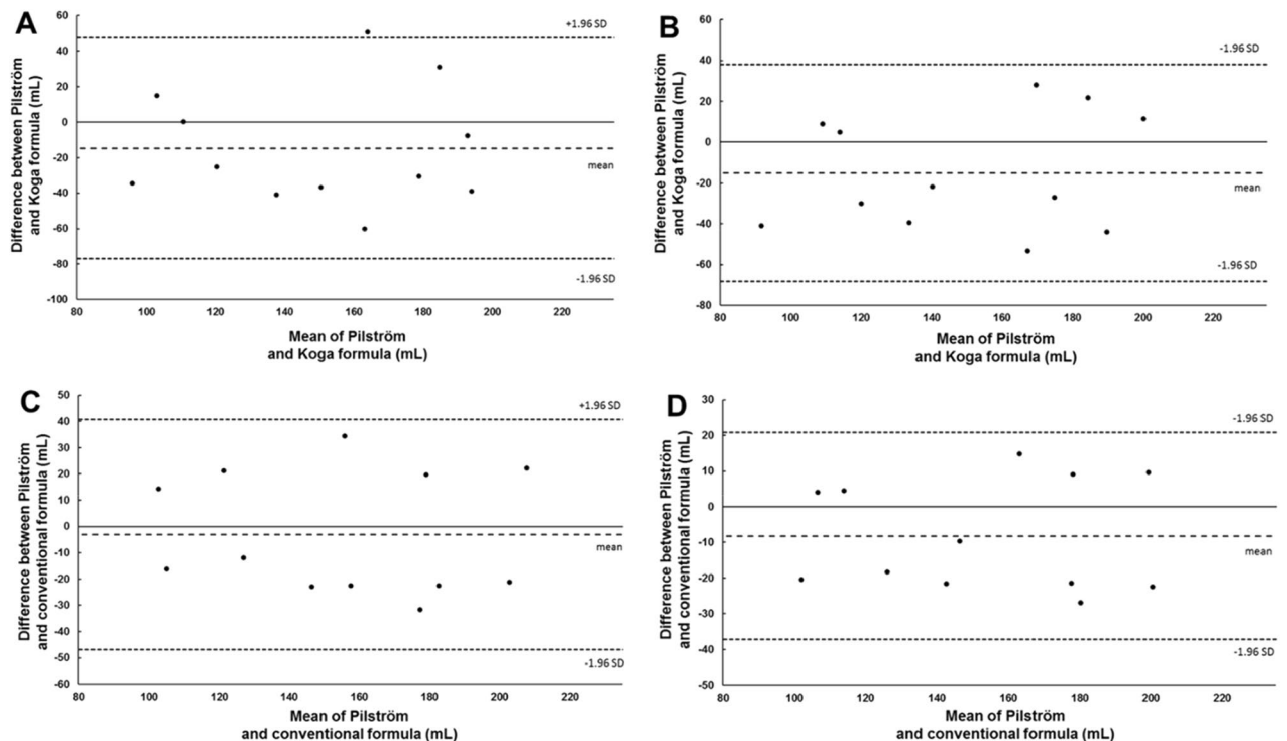 A
60
40
20
0
-20
-40
-60
-80
-100
+1.96 SD
mean
-1.96 SD
80 100 120 140 160 180 200 220
Difference between Pilström
and Koga formula (mL)
Mean of Pilström
and Koga formula (mL)
B
60
40
20
0
-20
-40
-60
-80
-1.96 SD
mean
-1.96 SD
80 100 120 140 160 180 200 220
Difference between Pilström
and Koga formula (mL)
Mean of Pilström
and Koga formula (mL)
C
50
40
30
20
10
0
-10
-20
-30
-40
-50
-60
+1.96 SD
mean
-1.96 SD
80 100 120 140 160 180 200 220
Difference between Pilström
and conventional formula (mL)
Mean of Pilström
and conventional formula (mL)
D
30
20
10
0
-10
-20
-30
-40
-50
-1.96 SD
mean
-1.96 SD
80 100 120 140 160 180 200 220
Difference between Pilström
and conventional formula (mL)
Mean of Pilström
and conventional formula (mL)